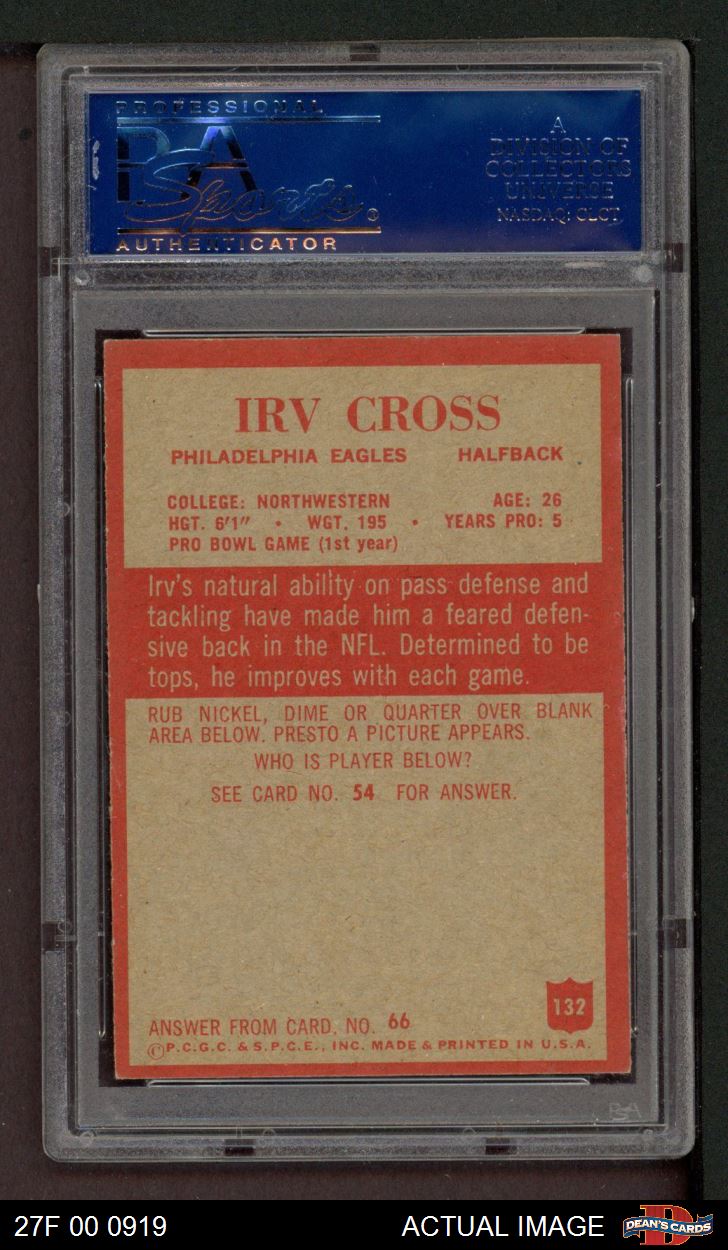 PROFESSIONAL
PSA
Sports
AUTHENTICATOR
A
DIVISION OF
COLLECTORS
UNIVERSE
NASDAQ: CLCT
IRV CROSS
PHILADELPHIA EAGLES HALFBACK
COLLEGE: NORTHWESTERN AGE: 26
HGT. 6'1" • WGT. 195 • YEARS PRO: 5
PRO BOWL GAME (1st year)
Irv's natural ability on pass defense and
tackling have made him a feared defen-
sive back in the NFL. Determined to be
tops, he improves with each game.
RUB NICKEL, DIME OR QUARTER OVER BLANK
AREA BELOW. PRESTO A PICTURE APPEARS.
WHO IS PLAYER BELOW?
SEE CARD NO. 54 FOR ANSWER.
132
ANSWER FROM CARD, NO. 66
©P.C.G.C. & S.P.C.E., INC. MADE & PRINTED IN U.S.A.
PSA
27F 00 0919 ACTUAL IMAGE
DEAN'S CARDS